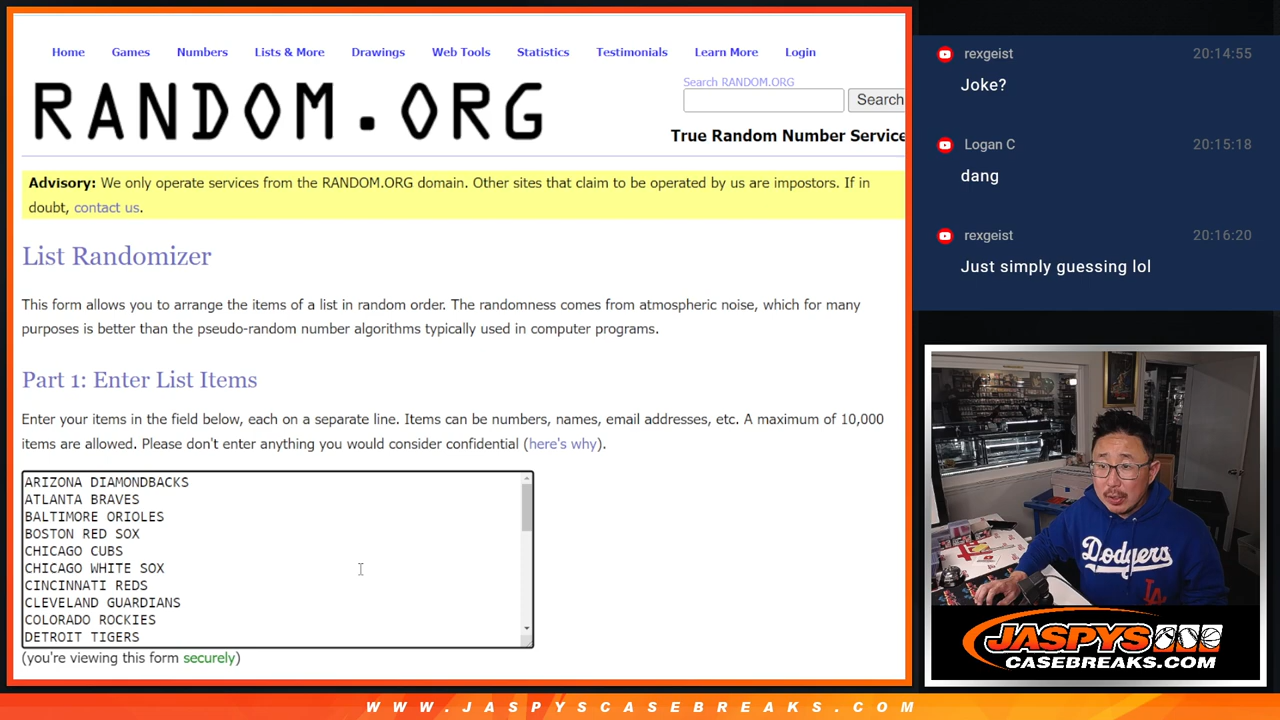 Home Games Numbers Lists & More Drawings Web Tools Statistics Testimonials Learn More Login
RANDOM.ORG
Search RANDOM.ORG
Search
True Random Number Service
Advisory: We only operate services from the RANDOM.ORG domain. Other sites that claim to be operated by us are impostors. If in
doubt, contact us.
List Randomizer
This form allows you to arrange the items of a list in random order. The randomness comes from atmospheric noise, which for many
purposes is better than the pseudo-random number algorithms typically used in computer programs.
Part 1: Enter List Items
Enter your items in the field below, each on a separate line. Items can be numbers, names, email addresses, etc. A maximum of 10,000
items are allowed. Please don't enter anything you would consider confidential (here's why).
ARIZONA DIAMONDBACKS
ATLANTA BRAVES
BALTIMORE ORIOLES
BOSTON RED SOX
CHICAGO CUBS
CHICAGO WHITE SOX
CINCINNATI REDS
CLEVELAND GUARDIANS
COLORADO ROCKIES
DETROIT TIGERS
(you're viewing this form securely)
rexgeist 20:14:55
Joke?
Logan C 20:15:18
dang
rexgeist 20:16:20
Just simply guessing lol
Dodgers
LA
JASPYS
CASEBREAKS.COM
WWW.JASPYSCASEBREAKS.COM